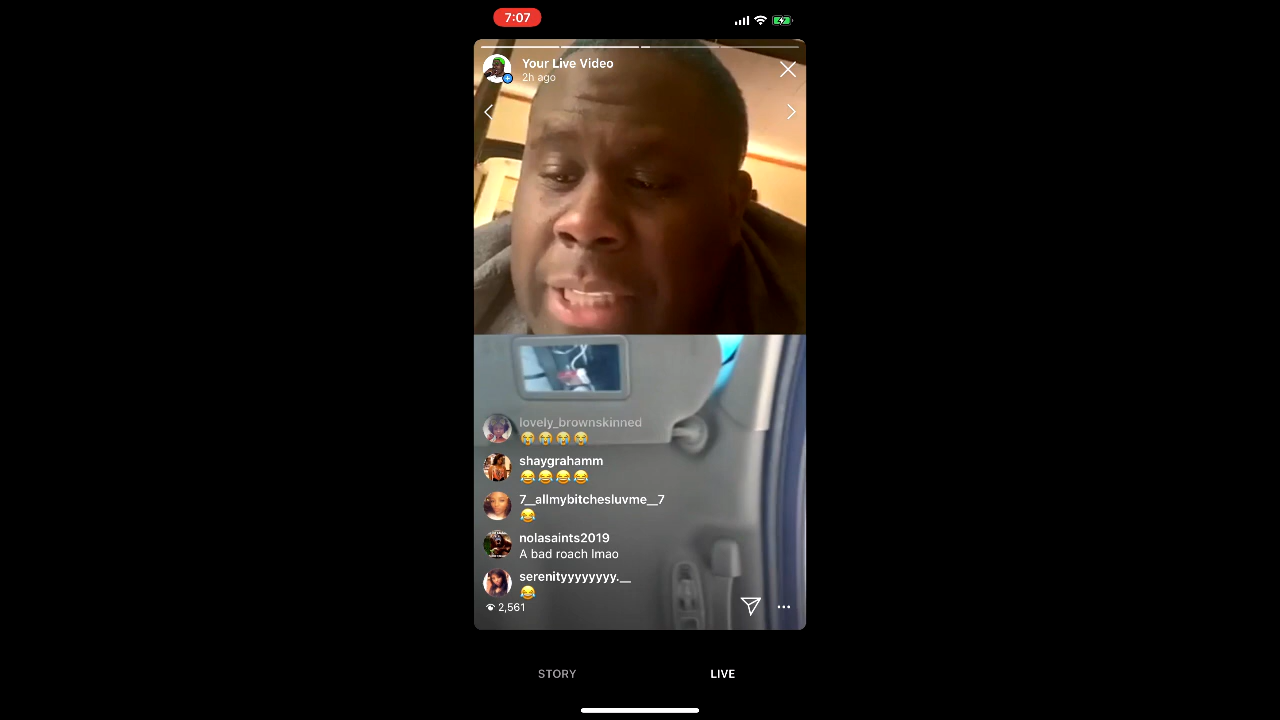 7:07
Your Live Video
2h ago
lovely_brownskinned
😭😭😭😭
shaygrahamm
😂😂😂😂
7__allmybitchesluvme__7
😂
nolasaints2019
A bad roach lmao
serenityyyyyyyy.__
😂
2,561
STORY
LIVE